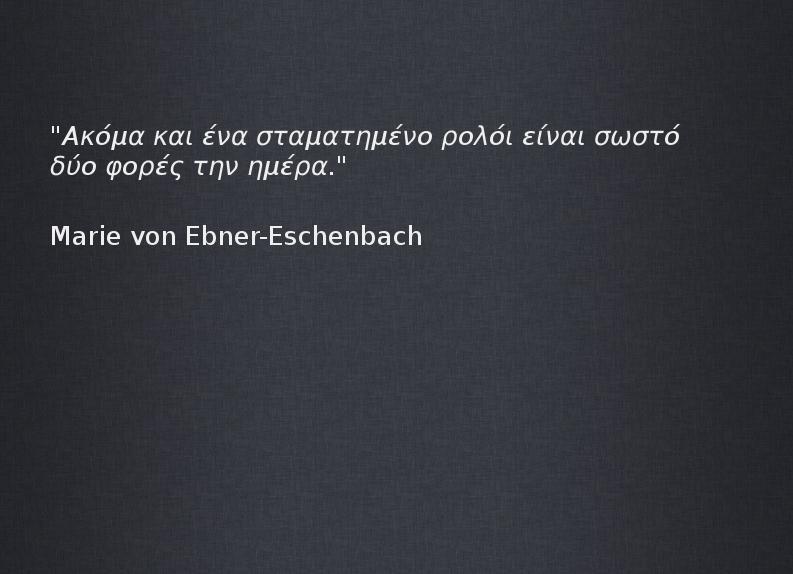 "Ακόμα και ένα σταματημένο ρολόι είναι σωστό
δύο φορές την ημέρα."
Marie von Ebner-Eschenbach